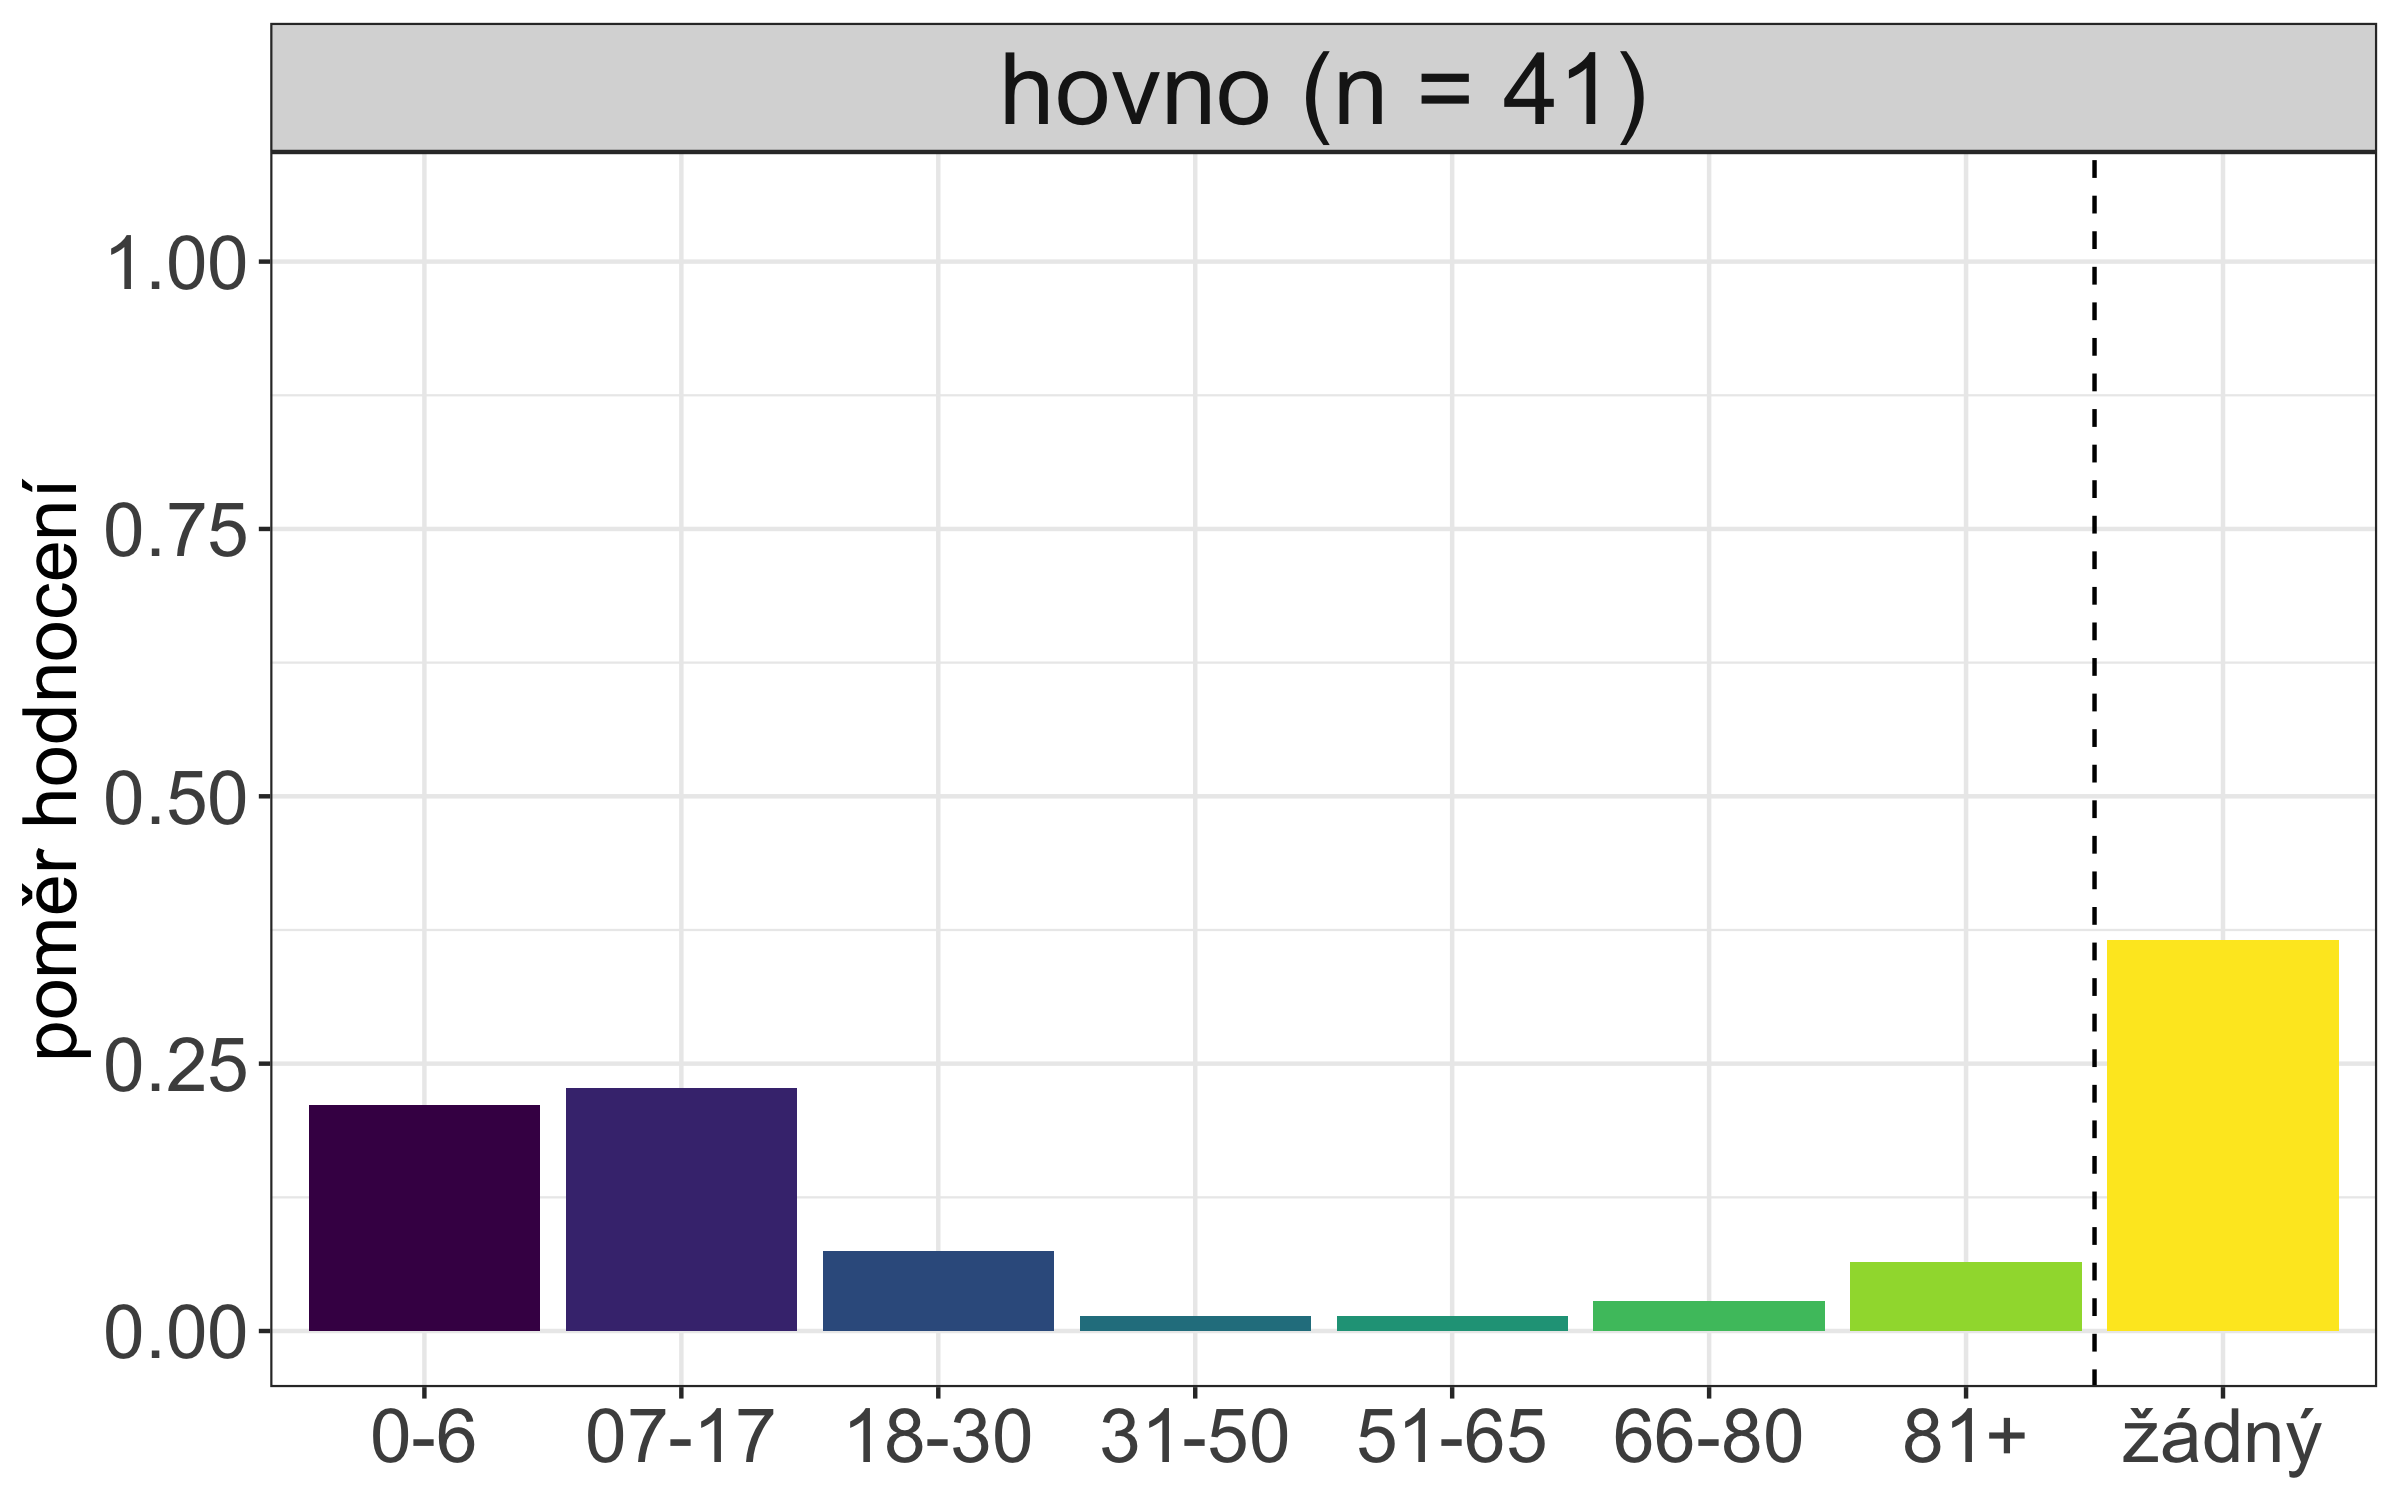 hovno (n = 41)
poměr hodnocení
1.00
0.75
0.50
0.25
0.00
0-6 07-17 18-30 31-50 51-65 66-80 81+ žádný